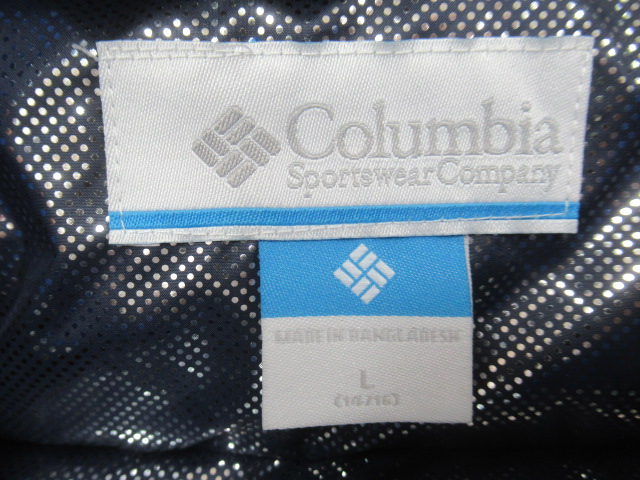 Columbia
Sportswear Company
MADE IN BANGLADESH
L
(14/16)